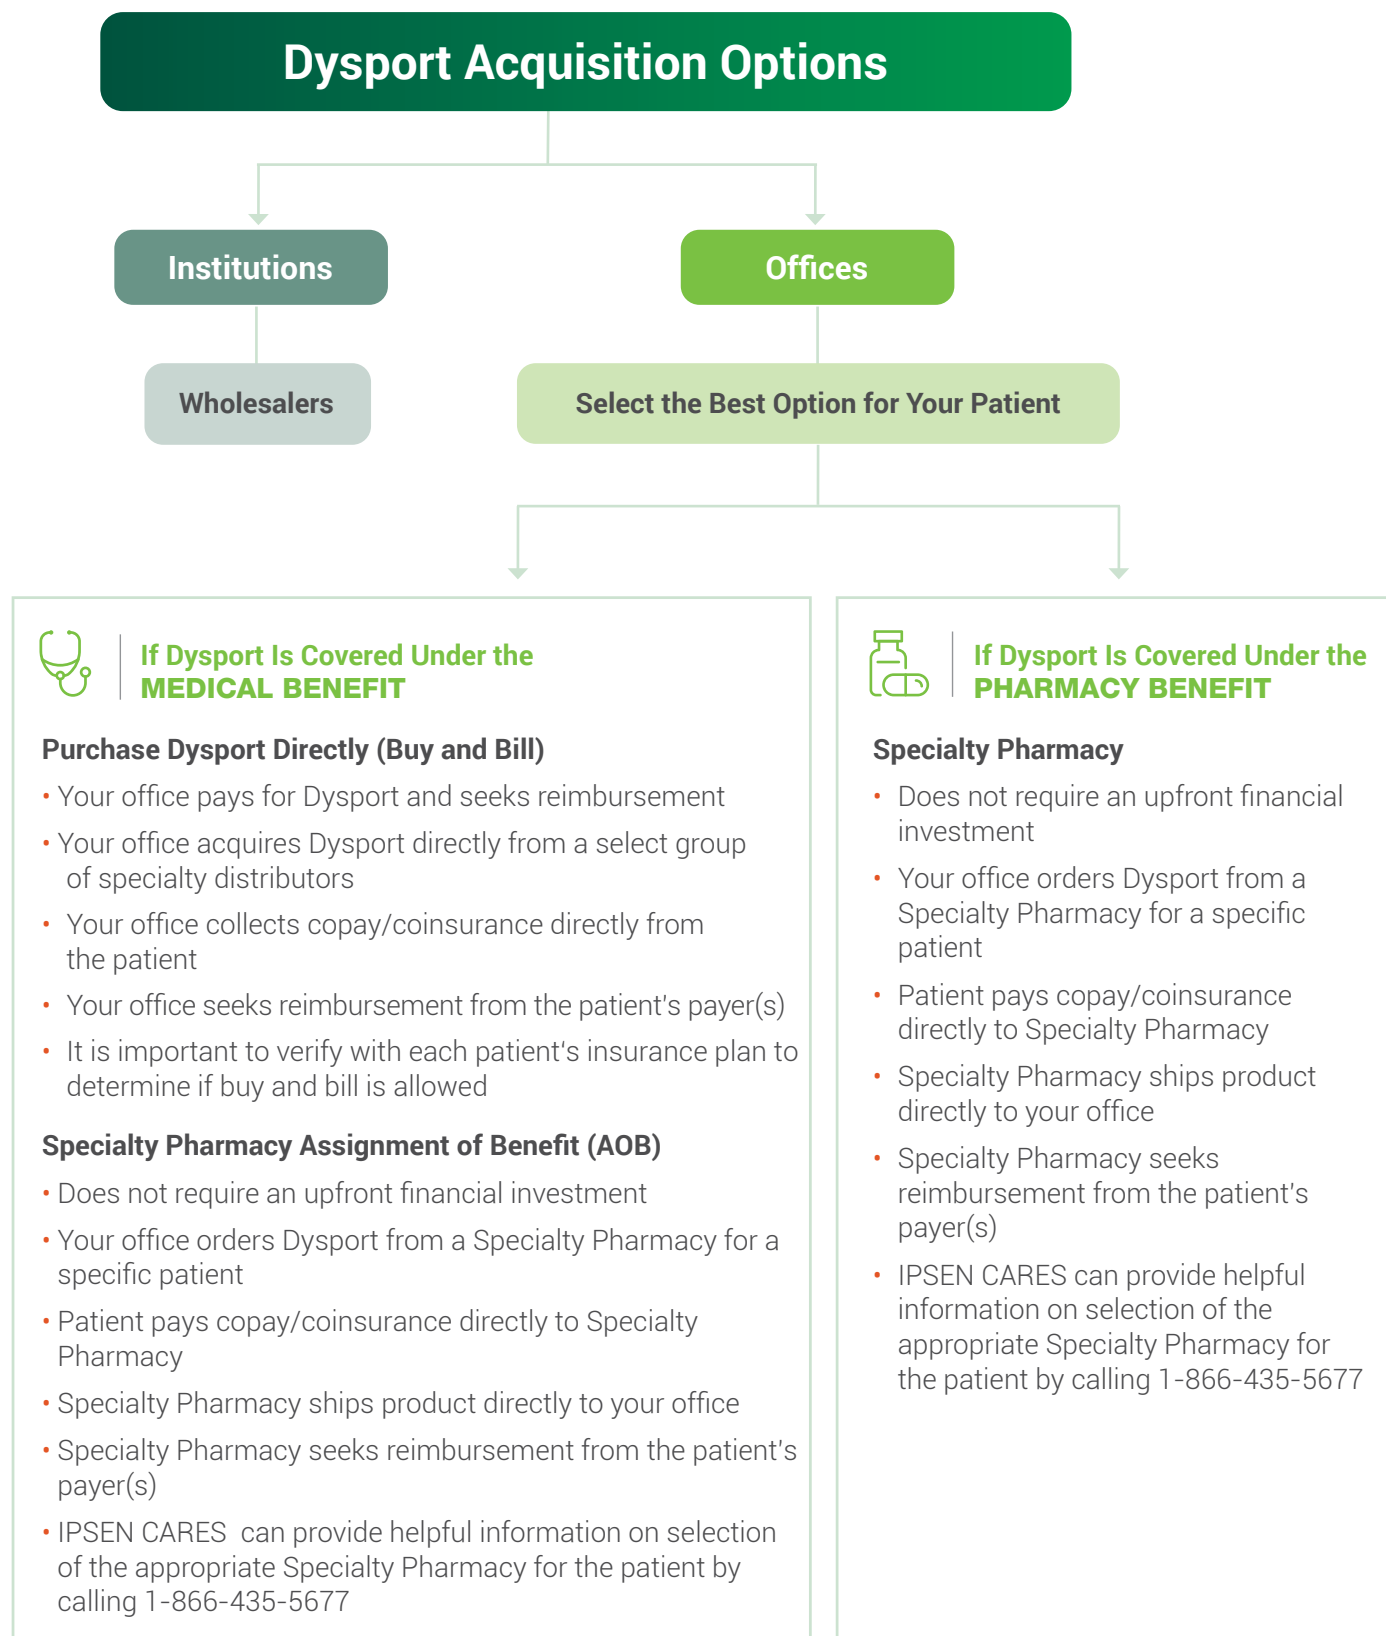 Dysport Acquisition Options
Institutions
Offices
Wholesalers
Select the Best Option for Your Patient
If Dysport Is Covered Under the
MEDICAL BENEFIT
Purchase Dysport Directly (Buy and Bill)
• Your office pays for Dysport and seeks reimbursement
• Your office acquires Dysport directly from a select group
of specialty distributors
• Your office collects copay/coinsurance directly from
the patient
• Your office seeks reimbursement from the patient's payer(s)
• It is important to verify with each patient's insurance plan to
determine if buy and bill is allowed
Specialty Pharmacy Assignment of Benefit (AOB)
• Does not require an upfront financial investment
• Your office orders Dysport from a Specialty Pharmacy for a
specific patient
• Patient pays copay/coinsurance directly to Specialty
Pharmacy
• Specialty Pharmacy ships product directly to your office
• Specialty Pharmacy seeks reimbursement from the patient's
payer(s)
• IPSEN CARES can provide helpful information on selection
of the appropriate Specialty Pharmacy for the patient by
calling 1-866-435-5677
If Dysport Is Covered Under the
PHARMACY BENEFIT
Specialty Pharmacy
• Does not require an upfront financial
investment
• Your office orders Dysport from a
Specialty Pharmacy for a specific
patient
• Patient pays copay/coinsurance
directly to Specialty Pharmacy
• Specialty Pharmacy ships product
directly to your office
• Specialty Pharmacy seeks
reimbursement from the patient's
payer(s)
• IPSEN CARES can provide helpful
information on selection of the
appropriate Specialty Pharmacy for
the patient by calling 1-866-435-5677